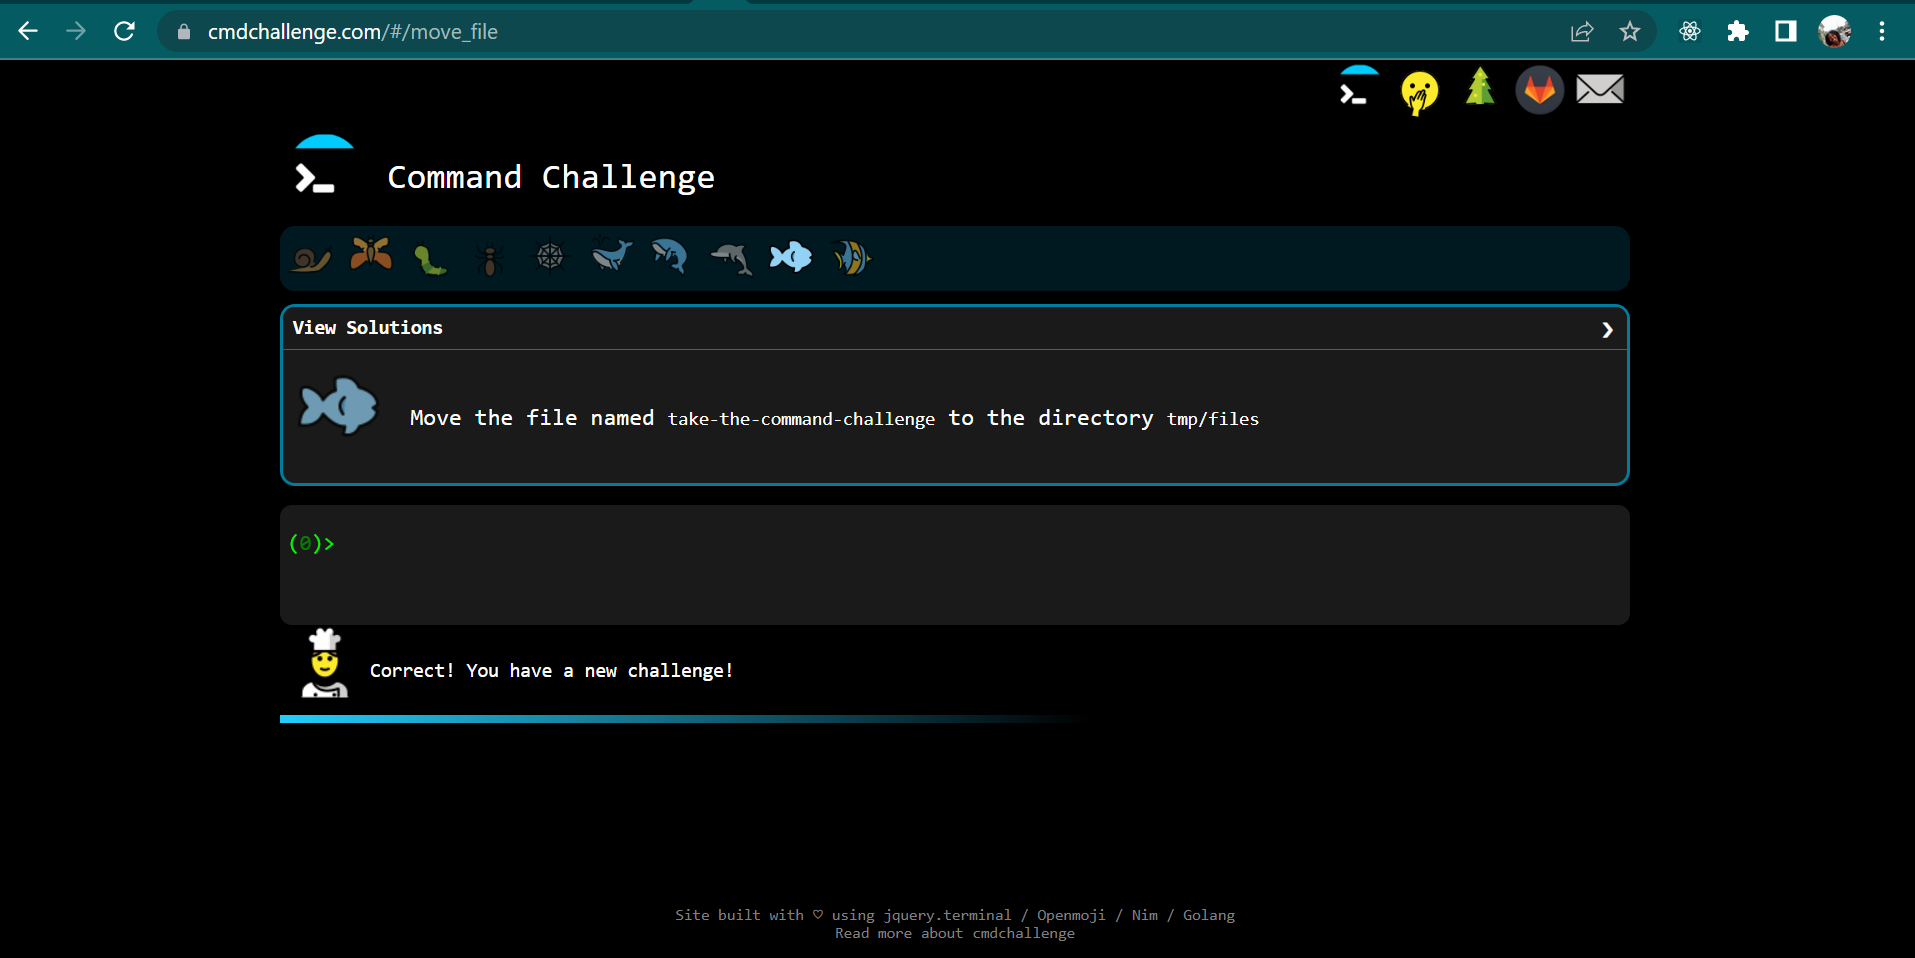 cmdchallenge.com/#/move_file
Command Challenge
View Solutions
Move the file named take-the-command-challenge to the directory tmp/files
(0)>
Correct! You have a new challenge!
Site built with ♡ using jquery.terminal / Openmoji / Nim / Golang
Read more about cmdchallenge